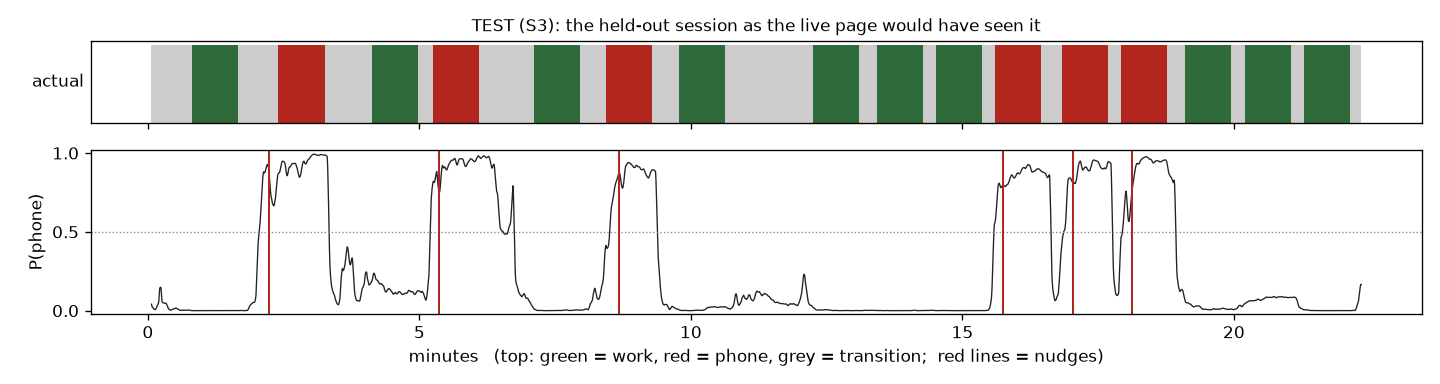 TEST (S3): the held-out session as the live page would have seen it
actual
P(phone)
1.0
0.5
0.0
0
5
10
15
20
minutes   (top: green = work, red = phone, grey = transition;  red lines = nudges)